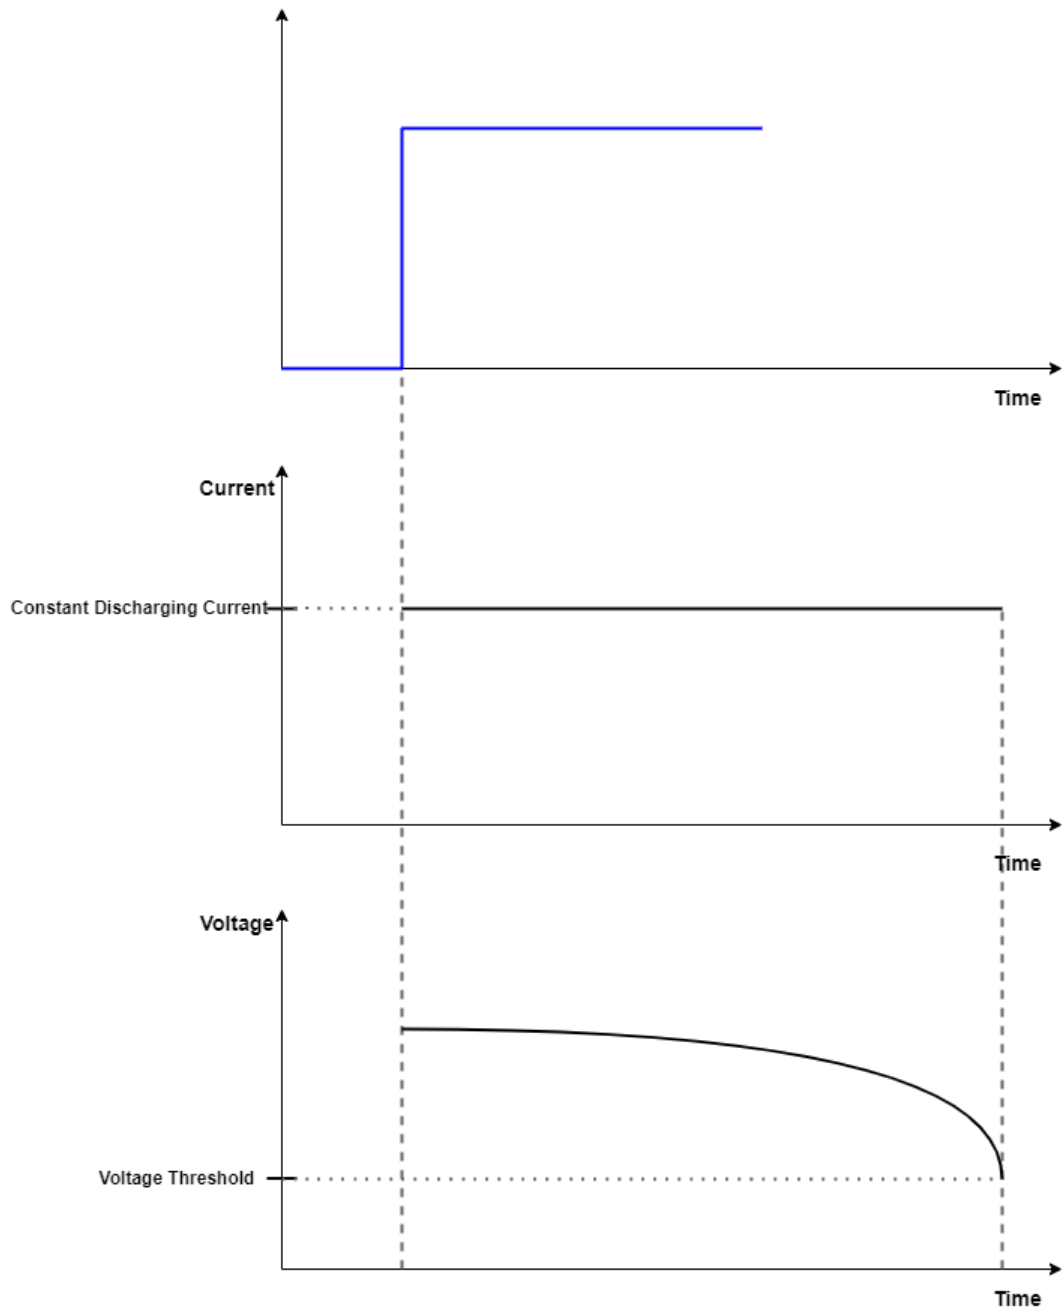 Time
Current
Constant Discharging Current
Time
Voltage
Voltage Threshold
Time